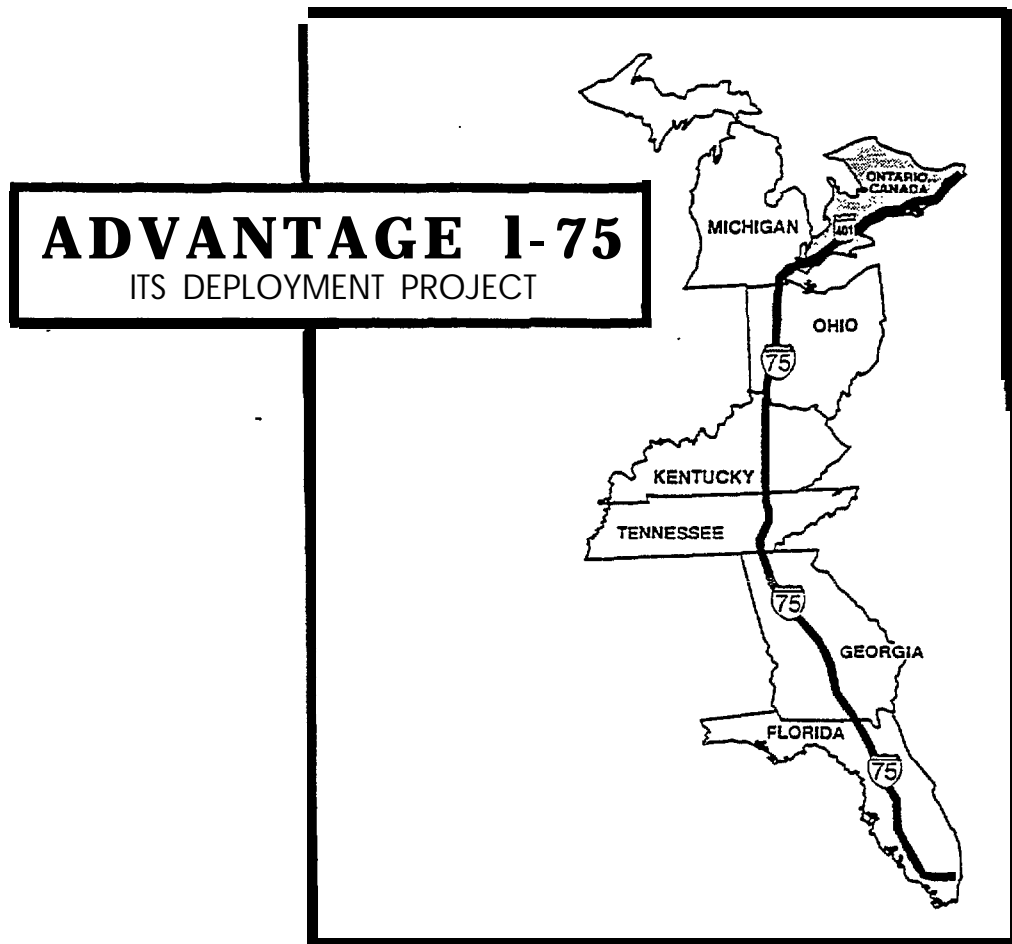 ADVANTAGE I-75
ITS DEPLOYMENT PROJECT
ONTARIO,
CANADA
MICHIGAN
401
OHIO
75
KENTUCKY
TENNESSEE
75
GEORGIA
FLORIDA
75